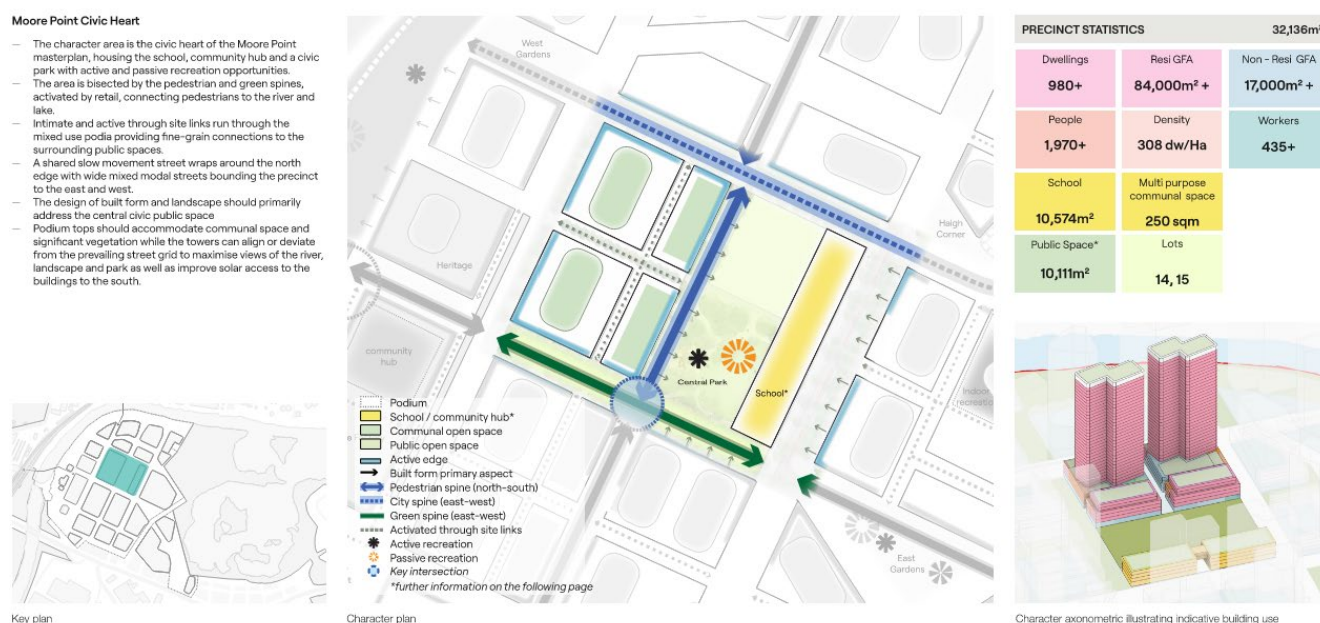 Moore Point Civic Heart
— The character area is the civic heart of the Moore Point
masterplan, housing the school, community hub and a civic
park with active and passive recreation opportunities.
— The area is bisected by the pedestrian and green spines,
activated by retail, connecting pedestrians to the river and
lake.
— Intimate and active through site links run through the
mixed use podia providing fine-grain connections to the
surrounding public spaces.
— A shared slow movement street wraps around the north
edge with wide mixed modal streets bounding the precinct
to the east and west.
— The design of built form and landscape should primarily
address the central civic public space
— Podium tops should accommodate communal space and
significant vegetation while the towers can align or deviate
from the prevailing street grid to maximise views of the river,
landscape and park as well as improve solar access to the
buildings to the south.
Key plan
West
Gardens
Haigh
Corner
Heritage
community
hub
Central Park
School*
Indoor
recreation
East
Gardens
Podium
School / community hub*
Communal open space
Public open space
Active edge
Built form primary aspect
Pedestrian spine (north-south)
City spine (east-west)
Green spine (east-west)
Activated through site links
Active recreation
Passive recreation
Key intersection
*further information on the following page
Character plan
PRECINCT STATISTICS 32,136m²
Dwellings
980+
Resi GFA
84,000m² +
Non - Resi GFA
17,000m² +
People
1,970+
Density
308 dw/Ha
Workers
435+
School
10,574m²
Multi purpose
communal space
250 sqm
Public Space*
10,111m²
Lots
14, 15
Character axonometric illustrating indicative building use